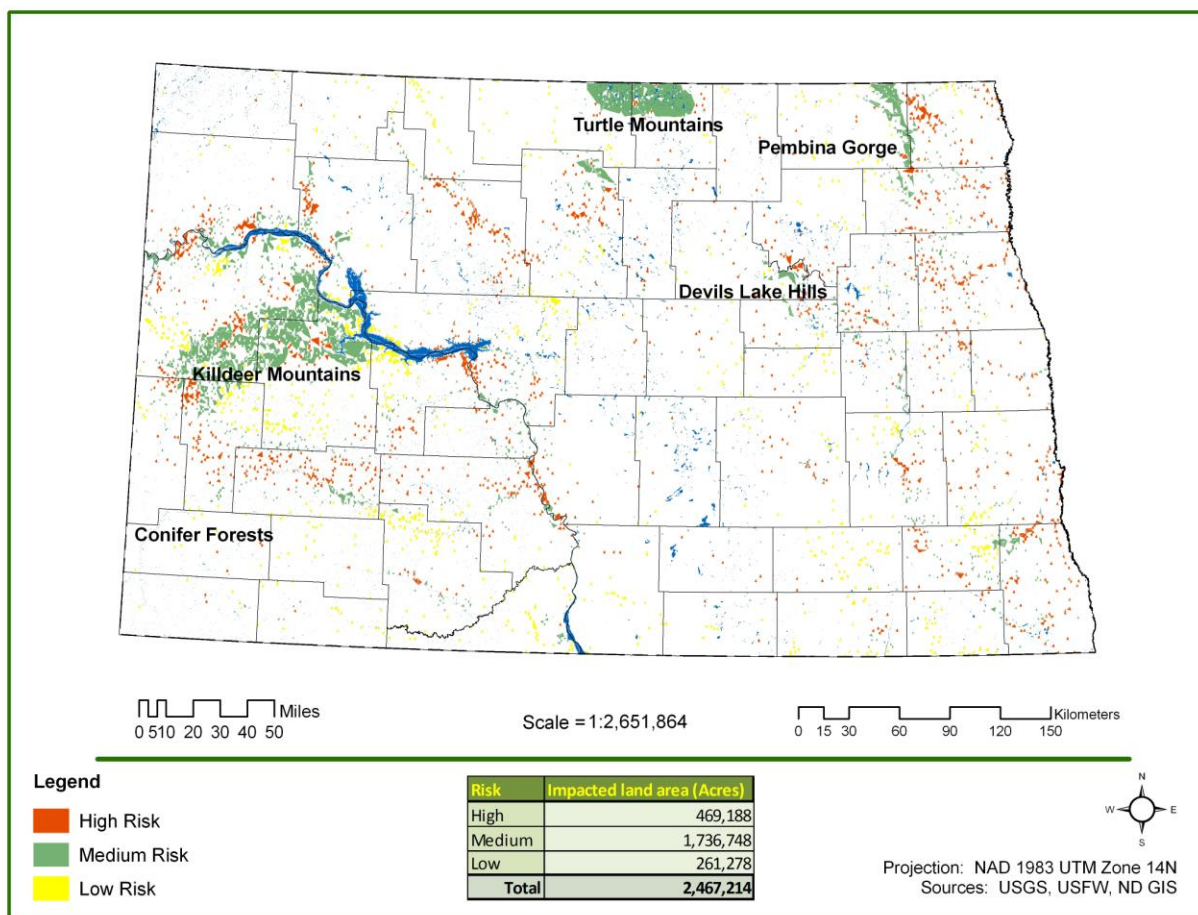 Turtle Mountains
Pembina Gorge
Devils Lake Hills
Killdeer Mountains
Conifer Forests
Miles
0 510 20 30 40 50
Scale =1:2,651,864
Kilometers
0 15 30 60 90 120 150
Legend
High Risk
Medium Risk
Low Risk
Risk Impacted land area (Acres)
High 469,188
Medium 1,736,748
Low 261,278
Total 2,467,214
N
W E
S
Projection: NAD 1983 UTM Zone 14N
Sources: USGS, USFW, ND GIS